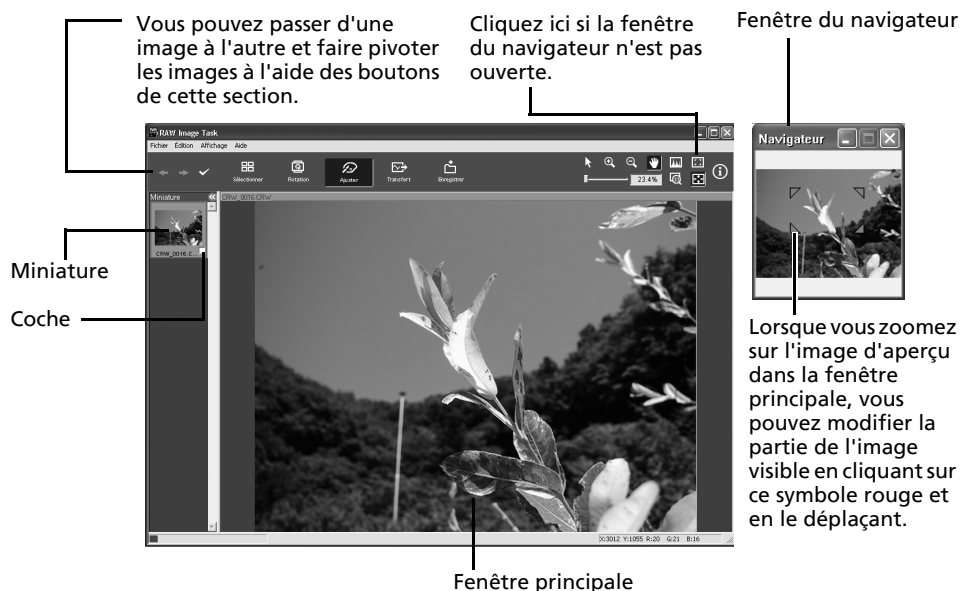 Vous pouvez passer d'une
image à l'autre et faire pivoter
les images à l'aide des boutons
de cette section.
Cliquez ici si la fenêtre
du navigateur n'est pas
ouverte.
Fenêtre du navigateur
RAW Image Task
Fichier Édition Affichage Aide
Sélectionner Rotation Ajuster Transfert Enregistrer
23.4%
Miniature
CRW_0016.CRW
CRW_0016.C...
Navigateur
Miniature
Coche
Lorsque vous zoomez
sur l'image d'aperçu
dans la fenêtre
principale, vous
pouvez modifier la
partie de l'image
visible en cliquant sur
ce symbole rouge et
en le déplaçant.
X:3012 Y:1055 R:20 G:21 B:16
Fenêtre principale